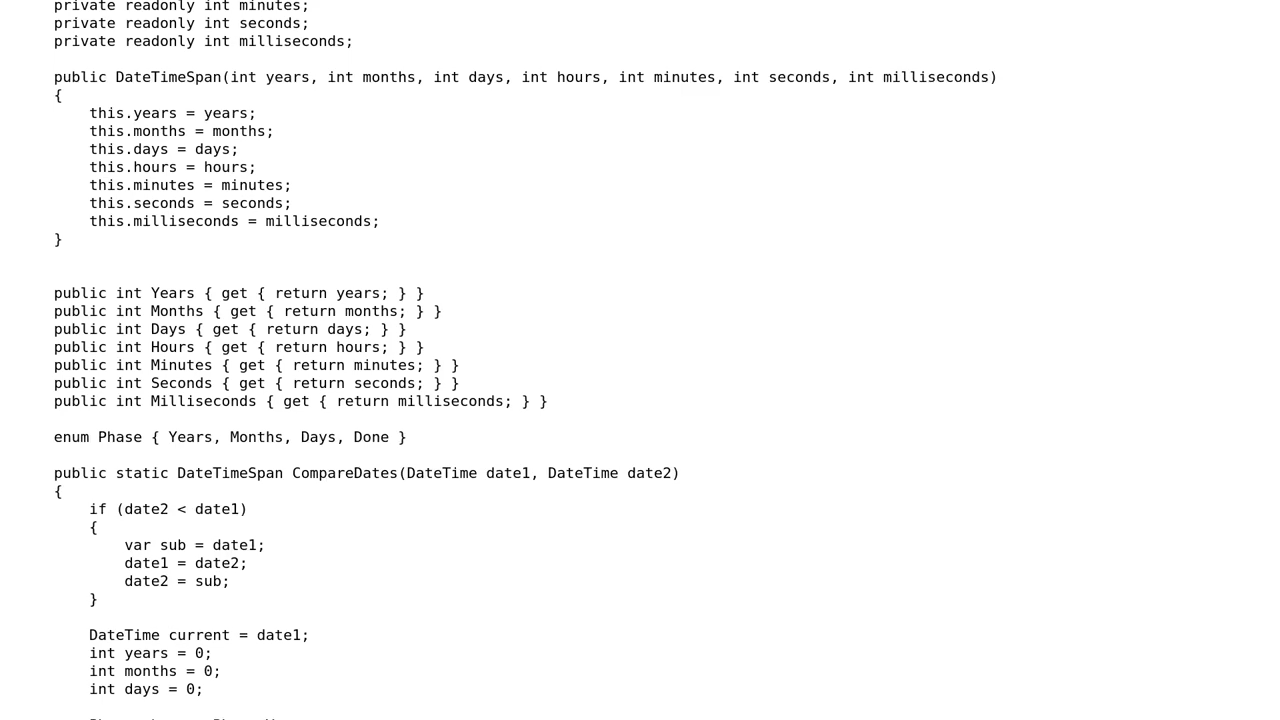 private readonly int minutes;
private readonly int seconds;
private readonly int milliseconds;

public DateTimeSpan(int years, int months, int days, int hours, int minutes, int seconds, int milliseconds)
{
    this.years = years;
    this.months = months;
    this.days = days;
    this.hours = hours;
    this.minutes = minutes;
    this.seconds = seconds;
    this.milliseconds = milliseconds;
}

public int Years { get { return years; } }
public int Months { get { return months; } }
public int Days { get { return days; } }
public int Hours { get { return hours; } }
public int Minutes { get { return minutes; } }
public int Seconds { get { return seconds; } }
public int Milliseconds { get { return milliseconds; } }

enum Phase { Years, Months, Days, Done }

public static DateTimeSpan CompareDates(DateTime date1, DateTime date2)
{
    if (date2 < date1)
    {
        var sub = date1;
        date1 = date2;
        date2 = sub;
    }

    DateTime current = date1;
    int years = 0;
    int months = 0;
    int days = 0;